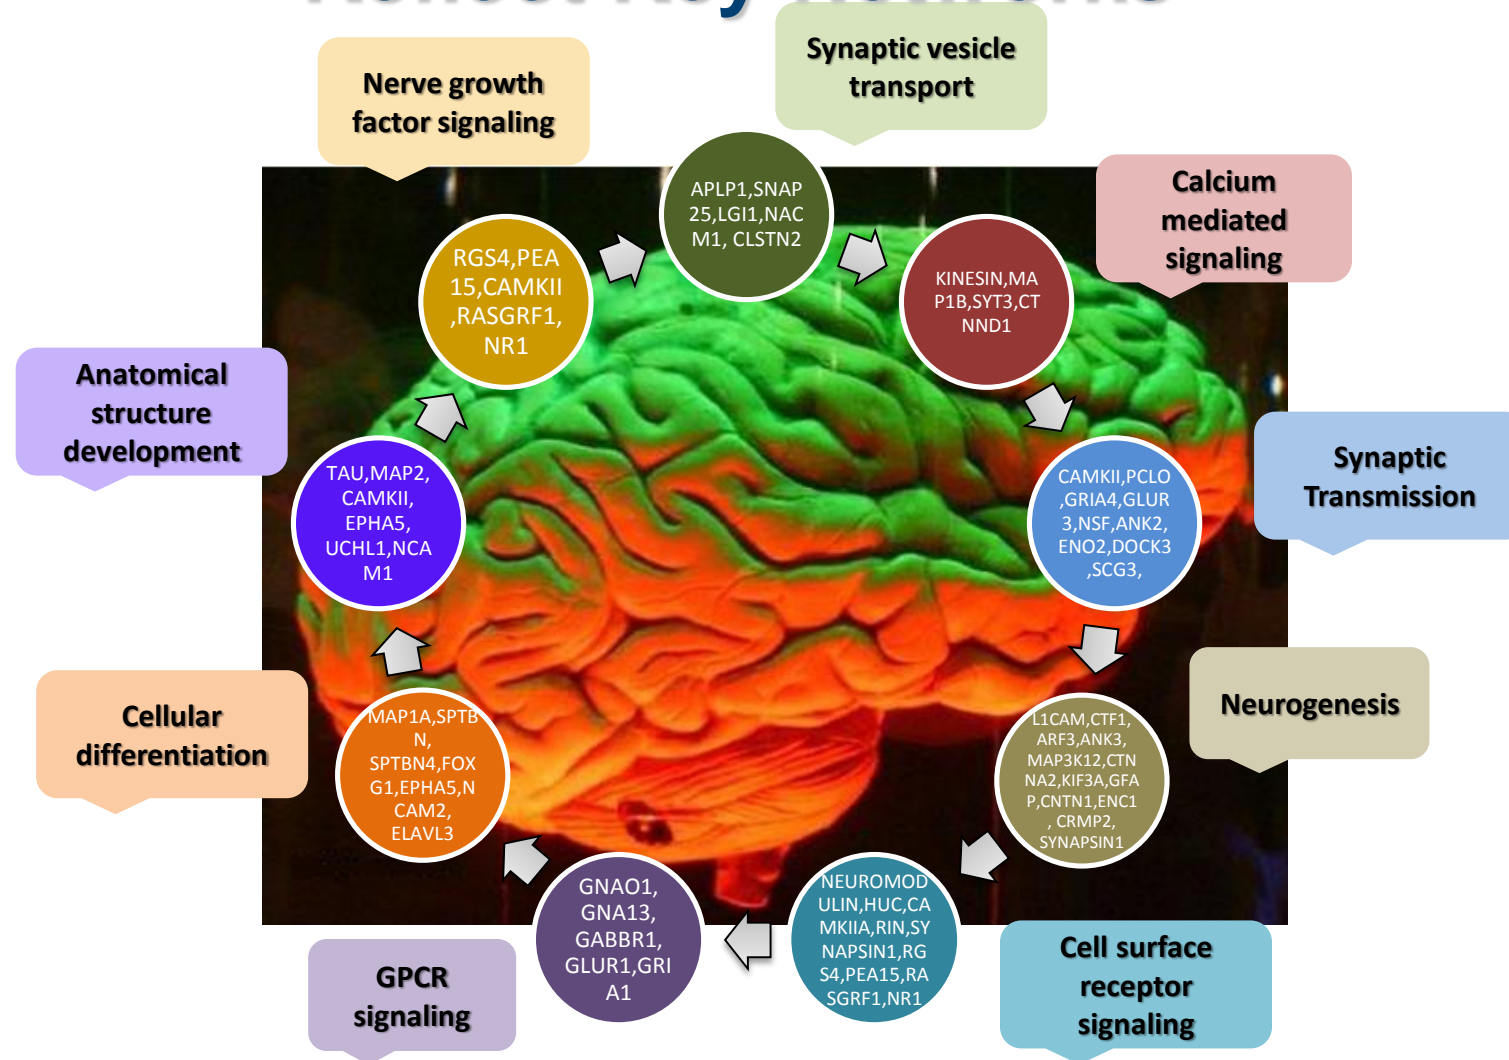 Reflect Key Networks
Synaptic vesicle
transport
Nerve growth
factor signaling
APLP1,SNAP
25,LGI1,NAC
M1, CLSTN2
Calcium
mediated
signaling
RGS4,PEA
15,CAMKII
,RASGRF1,
NR1
KINESIN,MA
P1B,SYT3,CT
NND1
Anatomical
structure
development
TAU,MAP2,
CAMKII,
EPHA5,
UCHL1,NCA
M1
CAMKII,PCLO
,GRIA4,GLUR
3,NSF,ANK2,
ENO2,DOCK3
,SCG3,
Synaptic
Transmission
Cellular
differentiation
MAP1A,SPTB
N,
SPTBN4,FOX
G1,EPHA5,N
CAM2,
ELAVL3
L1CAM,CTF1,
ARF3,ANK3,
MAP3K12,CTN
NA2,KIF3A,GFA
P,CNTN1,ENC1
, CRMP2,
SYNAPSIN1
Neurogenesis
GPCR
signaling
GNAO1,
GNA13,
GABBR1,
GLUR1,GRI
A1
NEUROMOD
ULIN,HUC,CA
MKIIA,RIN,SY
NAPSIN1,RG
S4,PEA15,RA
SGRF1,NR1
Cell surface
receptor
signaling